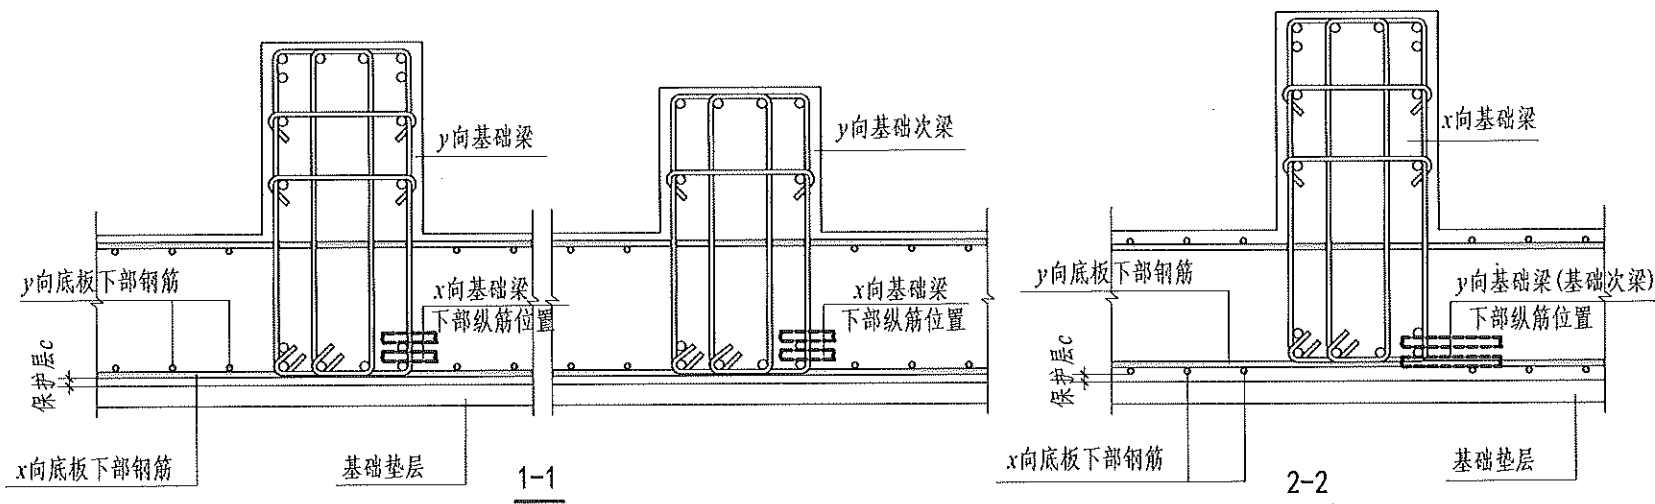 y向基础梁
y向基础次梁
x向基础梁
y向底板下部钢筋
x向基础梁
下部纵筋位置
x向基础梁
下部纵筋位置
y向底板下部钢筋
y向基础梁(基础次梁)
下部纵筋位置
保护层c
保护层c
x向底板下部钢筋
基础垫层
1-1
x向底板下部钢筋
2-2
基础垫层